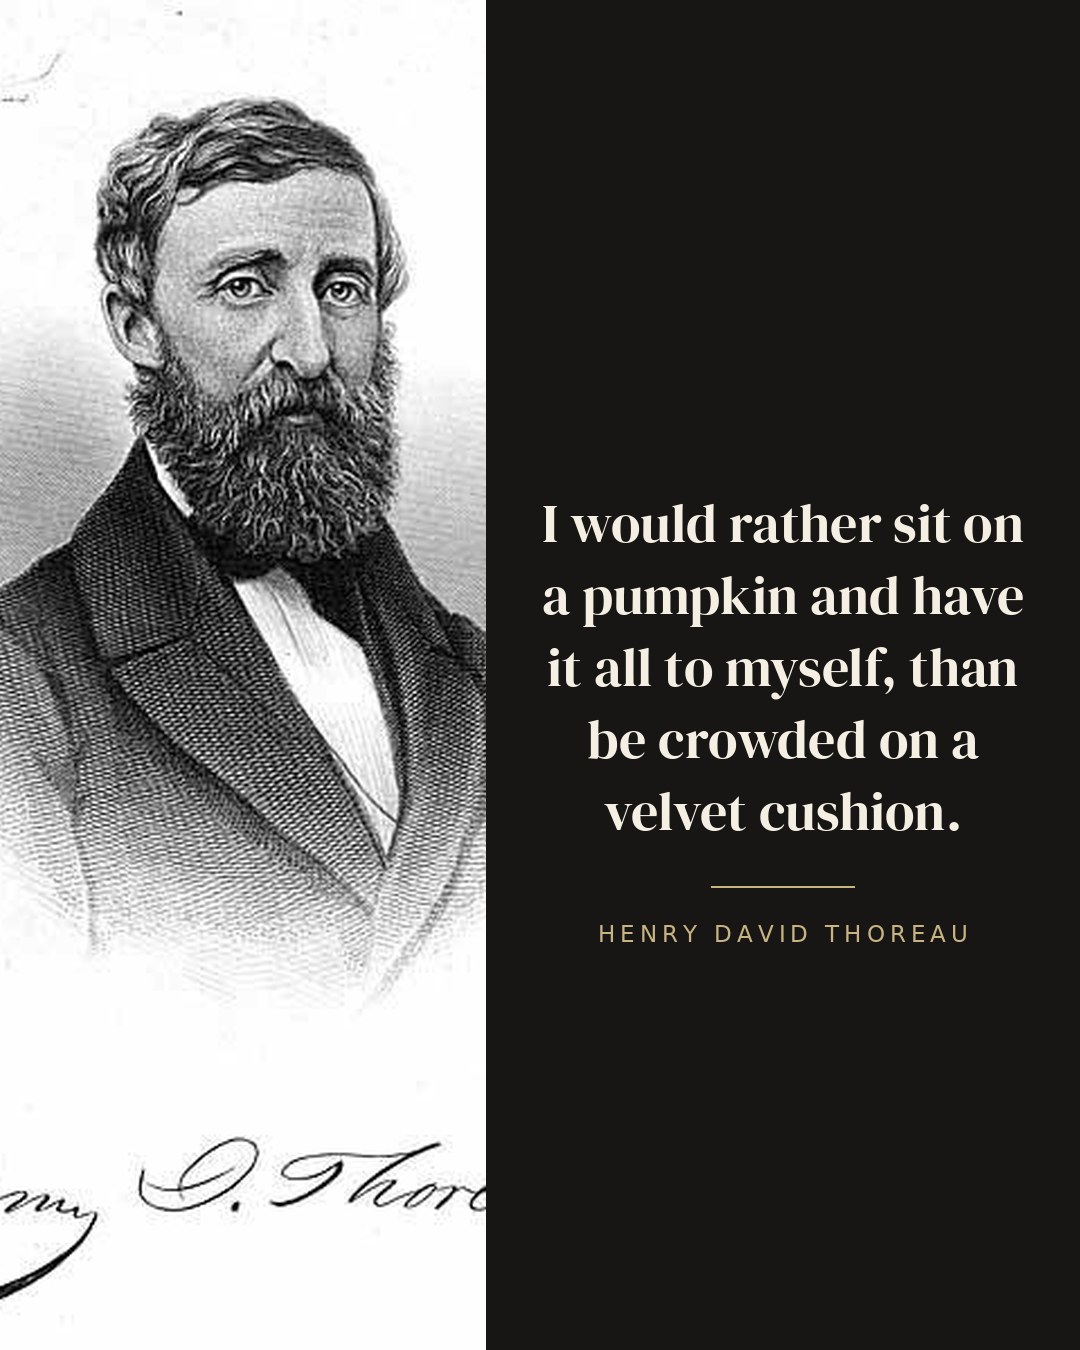 I would rather sit on
a pumpkin and have
it all to myself, than
be crowded on a
velvet cushion.
HENRY DAVID THOREAU
D. Thore